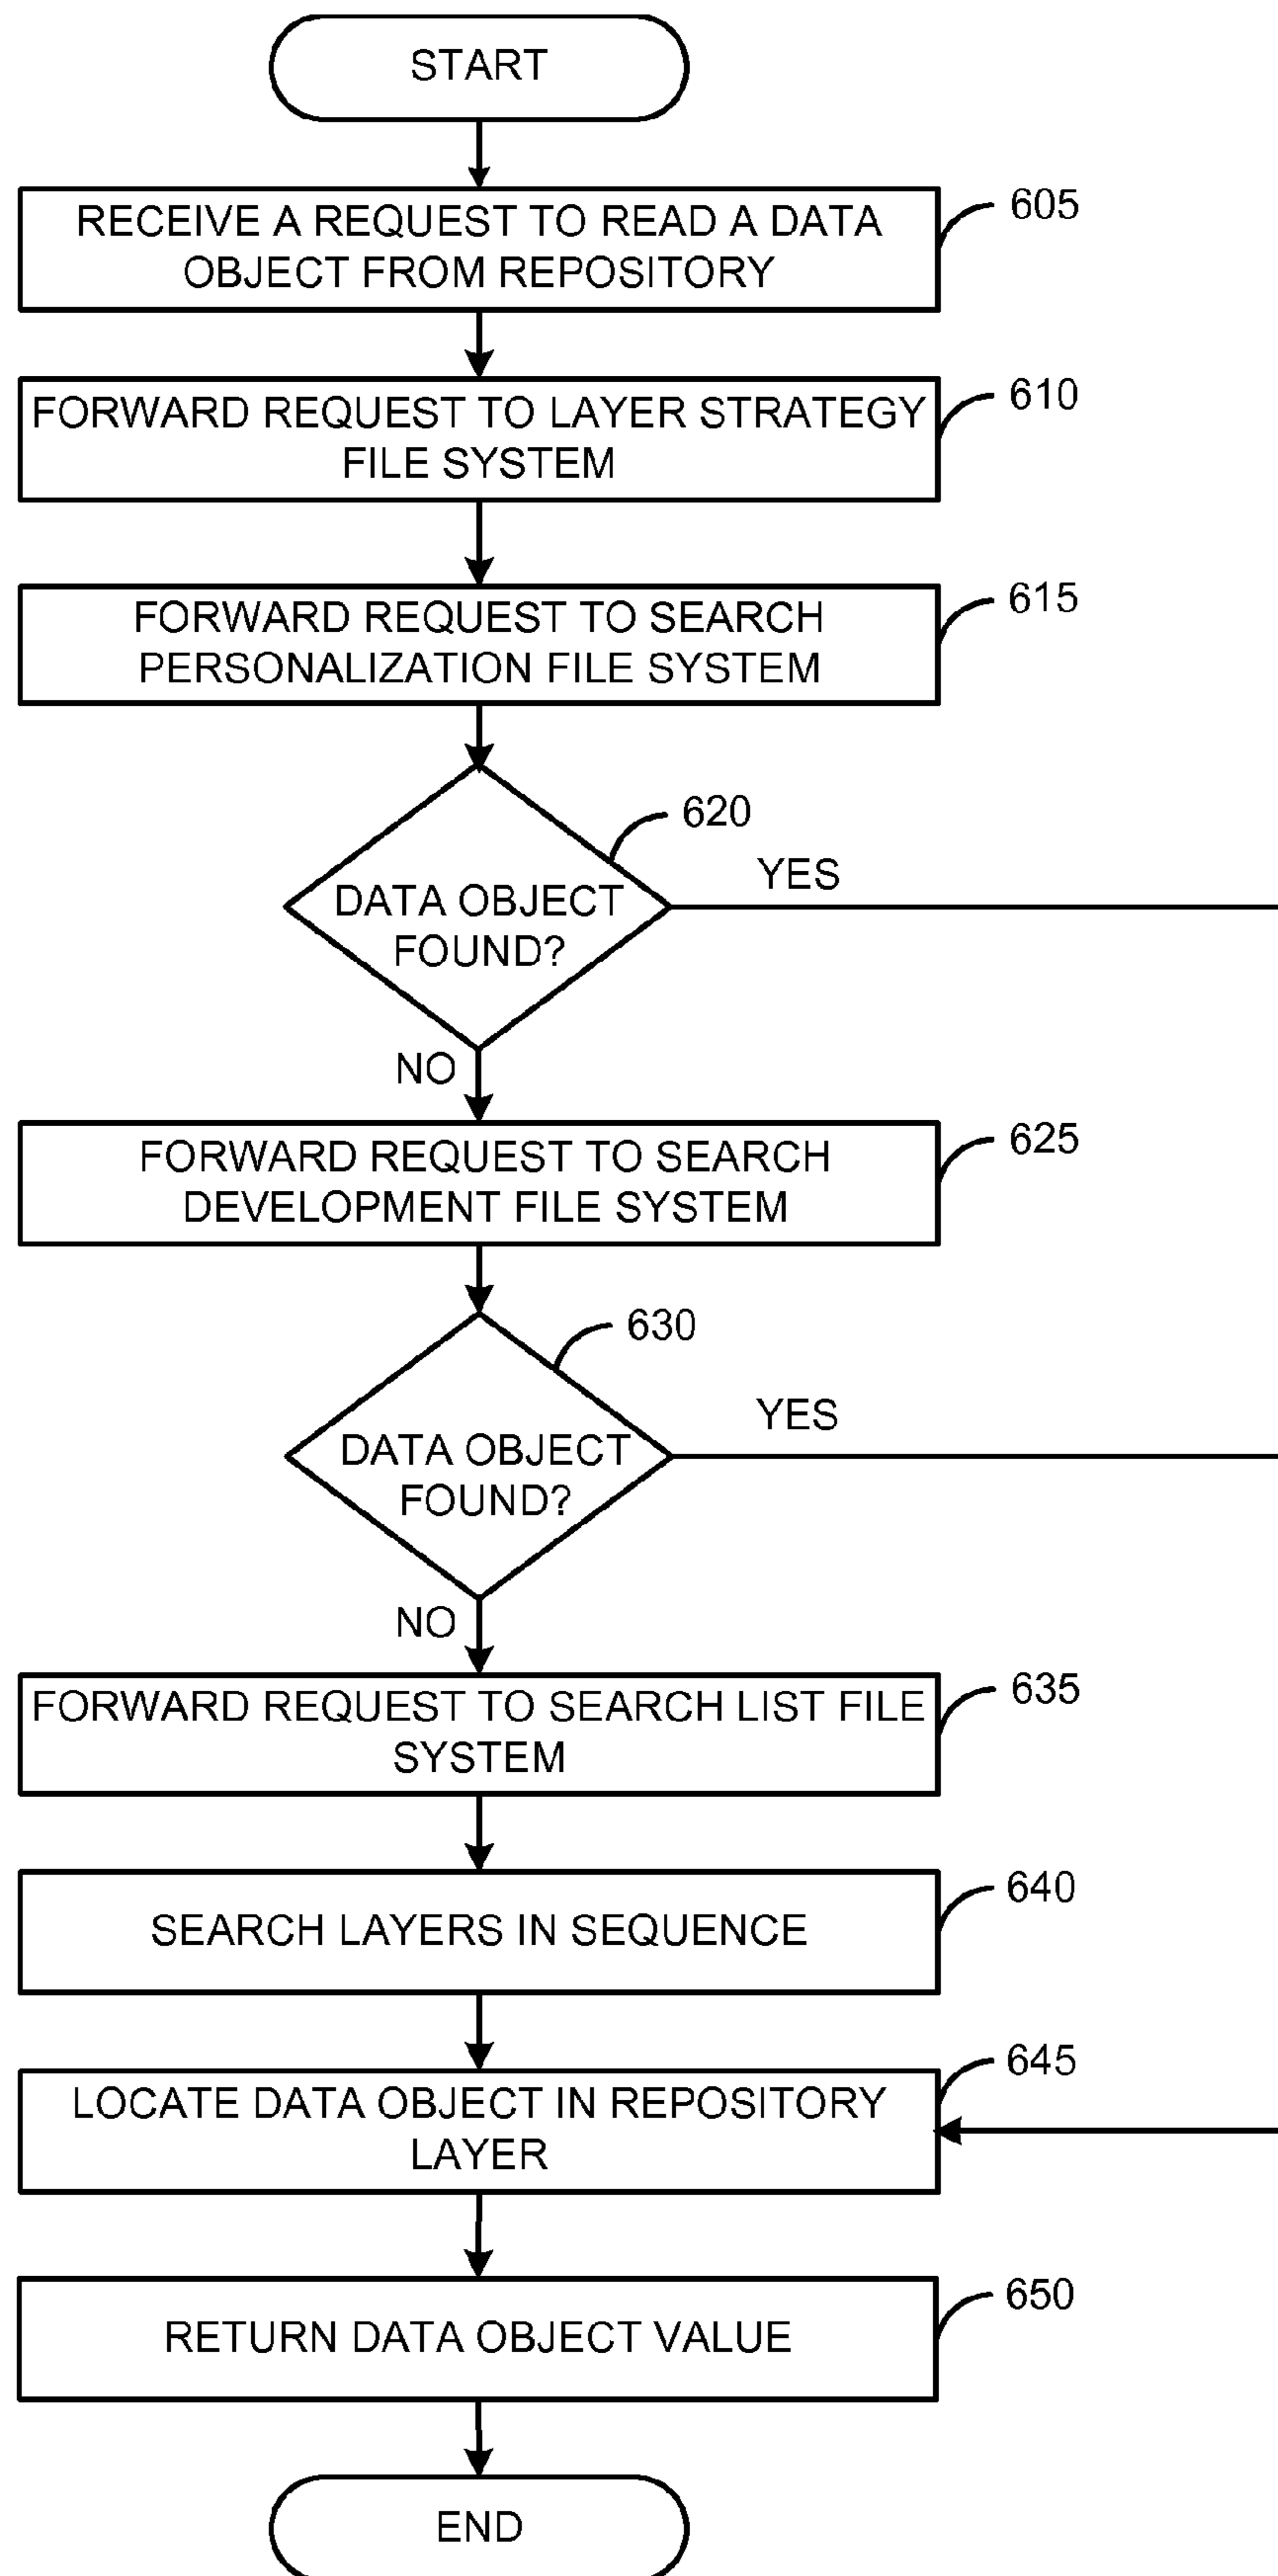 START
RECEIVE A REQUEST TO READ A DATA
OBJECT FROM REPOSITORY
605
FORWARD REQUEST TO LAYER STRATEGY
FILE SYSTEM
610
FORWARD REQUEST TO SEARCH
PERSONALIZATION FILE SYSTEM
615
620
DATA OBJECT
FOUND?
YES
NO
FORWARD REQUEST TO SEARCH
DEVELOPMENT FILE SYSTEM
625
630
DATA OBJECT
FOUND?
YES
NO
FORWARD REQUEST TO SEARCH LIST FILE
SYSTEM
635
SEARCH LAYERS IN SEQUENCE
640
LOCATE DATA OBJECT IN REPOSITORY
LAYER
645
RETURN DATA OBJECT VALUE
650
END